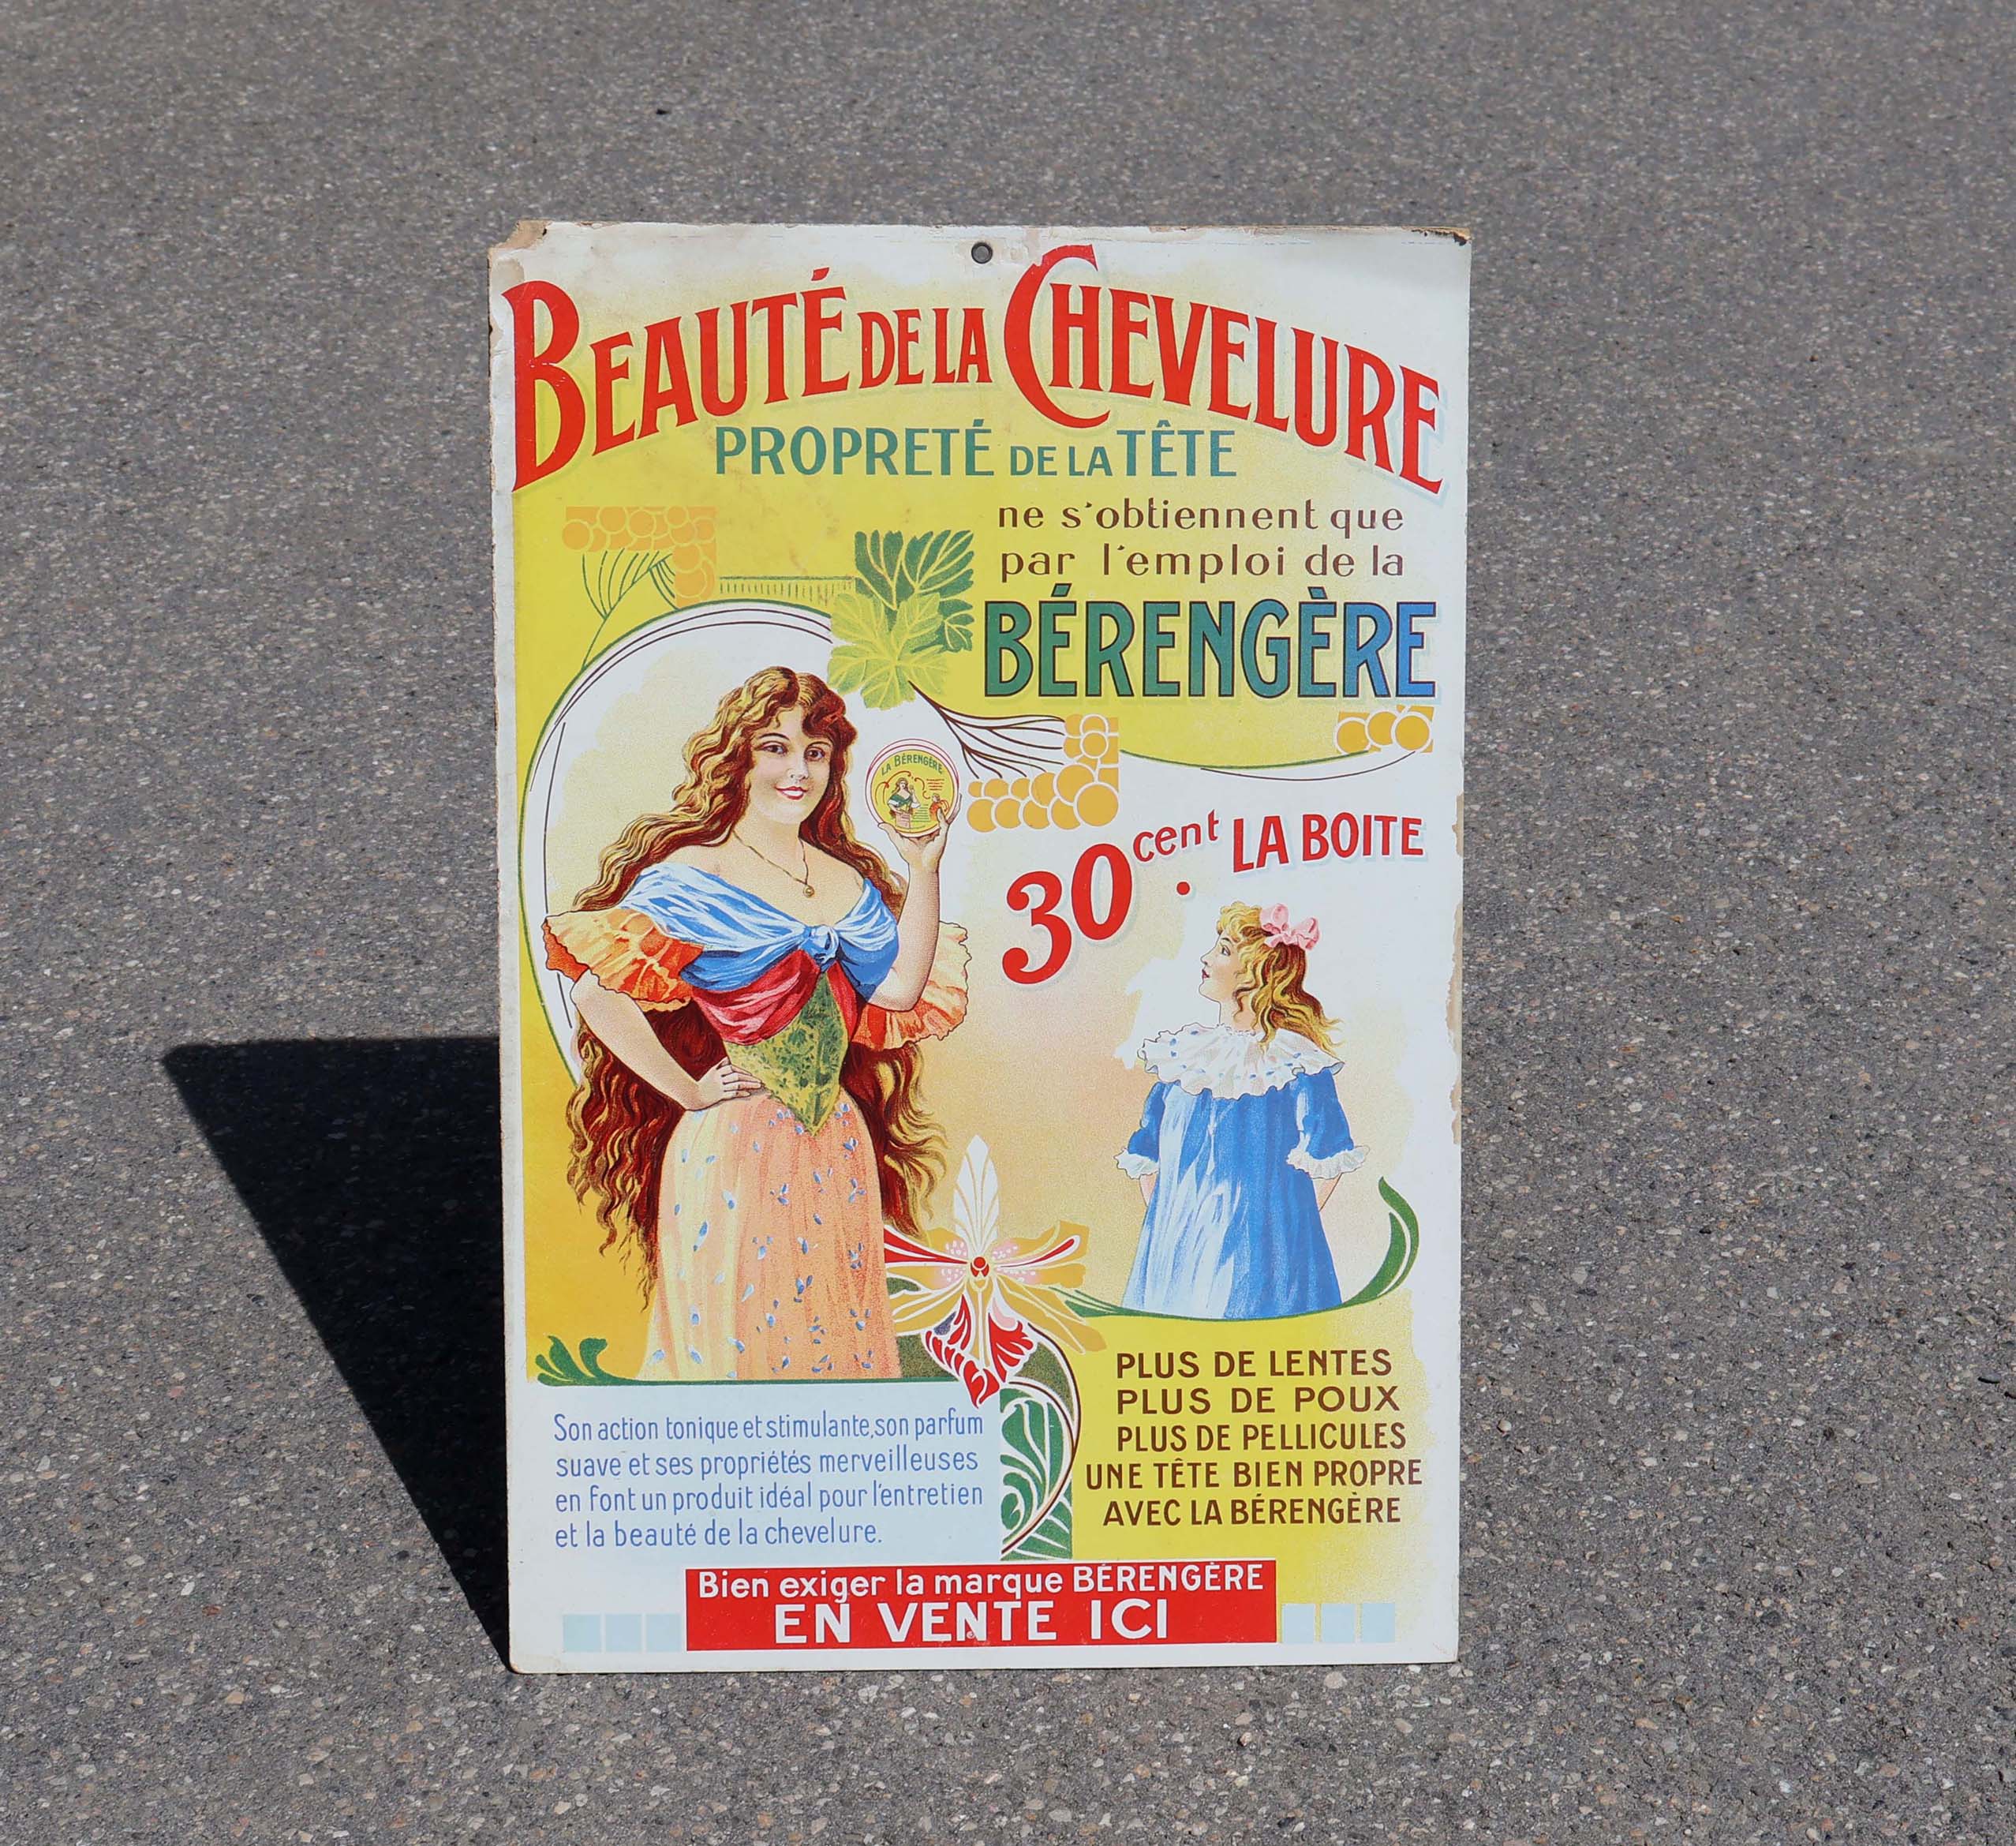 BEAUTÉ DE LA CHEVELURE
PROPRETÉ DE LA TÊTE
ne s'obtiennent que
par l'emploi de la
BÉRENGÈRE
LA BÉRENGÈRE
30 cent LA BOITE
Son action tonique et stimulante, son parfum
suave et ses propriétés merveilleuses
en font un produit idéal pour l'entretien
et la beauté de la chevelure.
PLUS DE LENTES
PLUS DE POUX
PLUS DE PELLICULES
UNE TÊTE BIEN PROPRE
AVEC LA BÉRENGÈRE
Bien exiger la marque BÉRENGÈRE
EN VENTE ICI